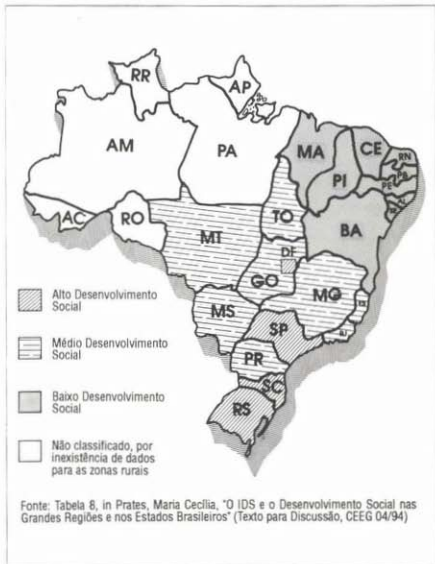 RR
AP
AM
PA
MA
CE
RN
PB
PE
AL
PI
AC
RO
TO
BA
MT
DF
GO
MG
MS
ES
SP
RJ
PR
SC
RS
Alto Desenvolvimento
Social
Médio Desenvolvimento
Social
Baixo Desenvolvimento
Social
Não classificado, por
inexistência de dados
para as zonas rurais
Fonte: Tabela 8, in Prates, Maria Cecília, "O IDS e o Desenvolvimento Social nas
Grandes Regiões e nos Estados Brasileiros" (Texto para Discussão, CEEG 04/94)